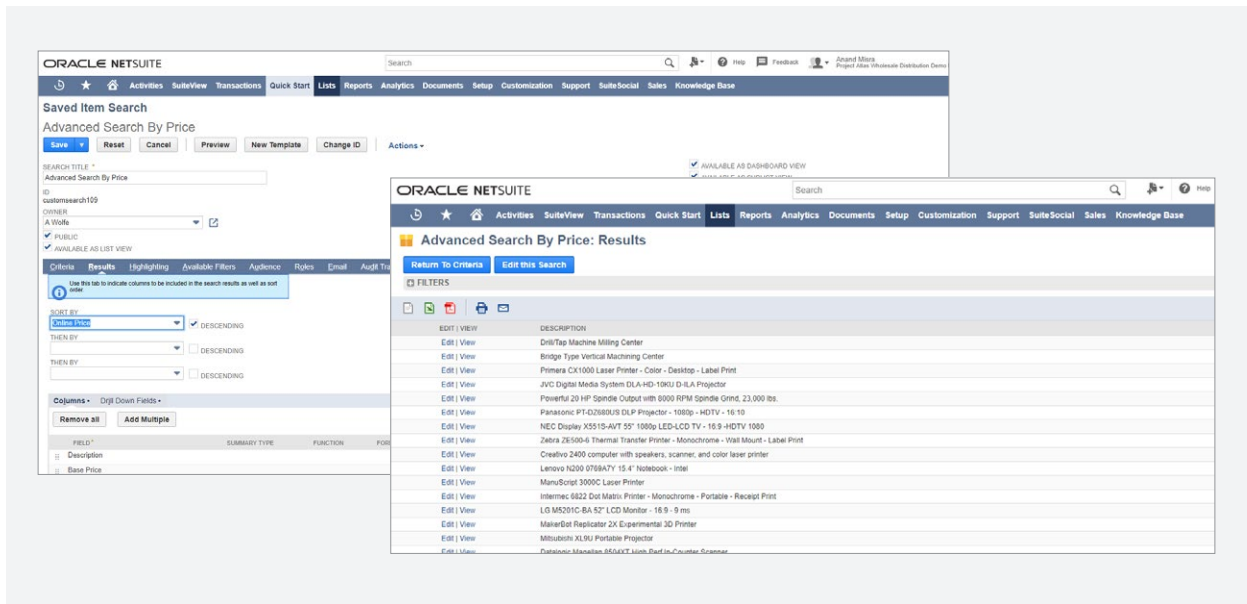 ORACLE NETSUITE
Search
Help
Feedback
Anand Misra
Project Atlas Wholesale Distribution Demo
Activities SuiteView Transactions Quick Start Lists Reports Analytics Documents Setup Customization Support SuiteSocial Sales Knowledge Base
Saved Item Search
Advanced Search By Price
Save Reset Cancel Preview New Template Change ID Actions
SEARCH TITLE *
Advanced Search By Price
ID
customsearch109
OWNER
A Wolfe
PUBLIC
AVAILABLE AS LIST VIEW
AVAILABLE AS DASHBOARD VIEW
Criteria Results Highlighting Available Filters Audience Roles Email Audit
Use this tab to indicate columns to be included in the search results as well as sort
order.
SORT BY
Online Price DESCENDING
THEN BY
DESCENDING
THEN BY
DESCENDING
Columns • Drill Down Fields •
Remove all Add Multiple
FIELD * SUMMARY TYPE FUNCTION
Description
Base Price
ORACLE NETSUITE
Search
Help
Activities SuiteView Transactions Quick Start Lists Reports Analytics Documents Setup Customization Support SuiteSocial Sales Knowledge Base
Advanced Search By Price: Results
Return To Criteria Edit this Search
FILTERS
EDIT | VIEW DESCRIPTION
Edit | View Drill/Tap Machine Milling Center
Edit | View Bridge Type Vertical Machining Center
Edit | View Primera CX1000 Laser Printer - Color - Desktop - Label Print
Edit | View JVC Digital Media System DLA-HD-10KU D-ILA Projector
Edit | View Powerful 20 HP Spindle Output with 8000 RPM Spindle Grind, 23,000 lbs.
Edit | View Panasonic PT-DZ680US DLP Projector - 1080p - HDTV - 16:10
Edit | View NEC Display X551S-AVT 55" 1080p LED-LCD TV - 16:9 -HDTV 1080
Edit | View Zebra ZE500-6 Thermal Transfer Printer - Monochrome - Wall Mount - Label Print
Edit | View Creativo 2400 computer with speakers, scanner, and color laser printer
Edit | View Lenovo N200 0769A7Y 15.4" Notebook - Intel
Edit | View ManuScript 3000C Laser Printer
Edit | View Intermec 6822 Dot Matrix Printer - Monochrome - Portable - Receipt Print
Edit | View LG M5201C-BA 52" LCD Monitor - 16:9 - 9 ms
Edit | View MakerBot Replicator 2X Experimental 3D Printer
Edit | View Mitsubishi XL9U Portable Projector
Edit | View Datalogic Magellan 8504XT High Perf In-Counter Scanner